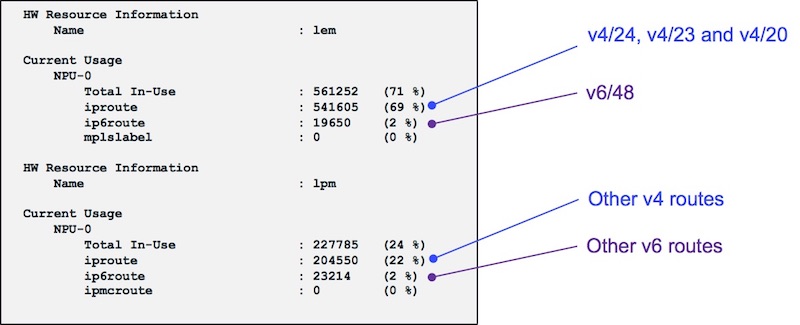 HW Resource Information
Name : lem
v4/24, v4/23 and v4/20
Current Usage
NPU-0
Total In-Use : 561252 (71 %)
iproute : 541605 (69 %)
v6/48
ip6route : 19650 (2 %)
mplslabel : 0 (0 %)
HW Resource Information
Name : lpm
Other v4 routes
Current Usage
NPU-0
Total In-Use : 227785 (24 %)
Other v6 routes
iproute : 204550 (22 %)
ip6route : 23214 (2 %)
ipmcroute : 0 (0 %)